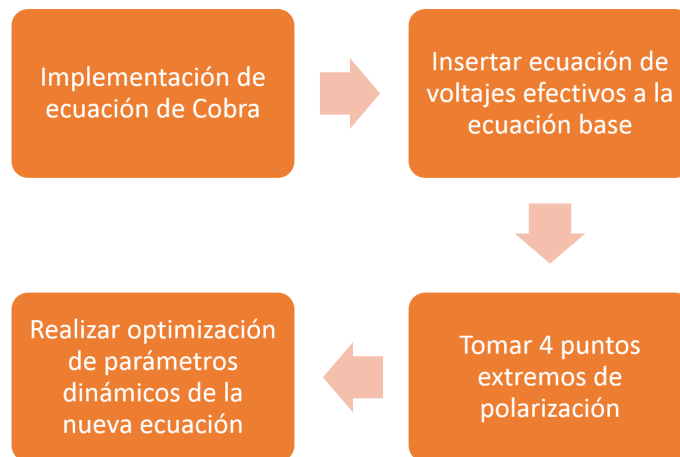 Implementación de
ecuación de Cobra
Insertar ecuación de
voltajes efectivos a la
ecuación base
Tomar 4 puntos
extremos de
polarización
Realizar optimización
de parámetros
dinámicos de la
nueva ecuación